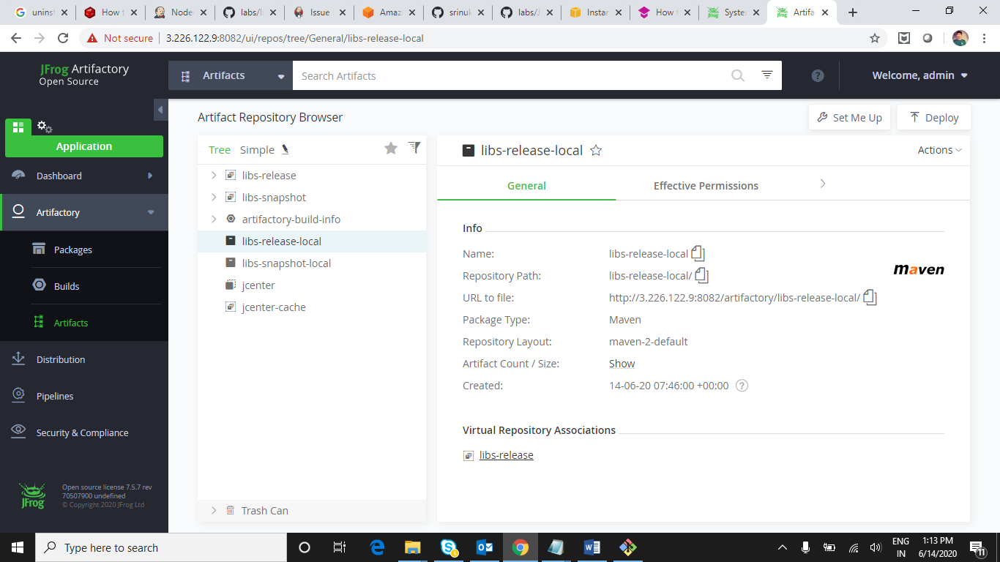 uninst
How t
Node
labs/I
Issue
Amaz
srinuk
labs/J
Instar
How t
Syster
Artifa
Not secure 3.226.122.9:8082/ui/repos/tree/General/libs-release-local
JFrog Artifactory
Open Source
Artifacts
Search Artifacts
Welcome, admin
Application
Dashboard
Artifactory
Packages
Builds
Artifacts
Distribution
Pipelines
Security & Compliance
JFrog
Open source license 7.5.7 rev
70507900 undefined
© Copyright 2020 JFrog Ltd
Artifact Repository Browser
Set Me Up
Deploy
Tree Simple
libs-release
libs-snapshot
artifactory-build-info
libs-release-local
libs-snapshot-local
jcenter
jcenter-cache
Trash Can
libs-release-local
Actions
General
Effective Permissions
Info
Name: libs-release-local
Repository Path: libs-release-local/
maven
URL to file: http://3.226.122.9:8082/artifactory/libs-release-local/
Package Type: Maven
Repository Layout: maven-2-default
Artifact Count / Size: Show
Created: 14-06-20 07:46:00 +00:00
Virtual Repository Associations
libs-release
Type here to search
ENG
IN
1:13 PM
6/14/2020
11